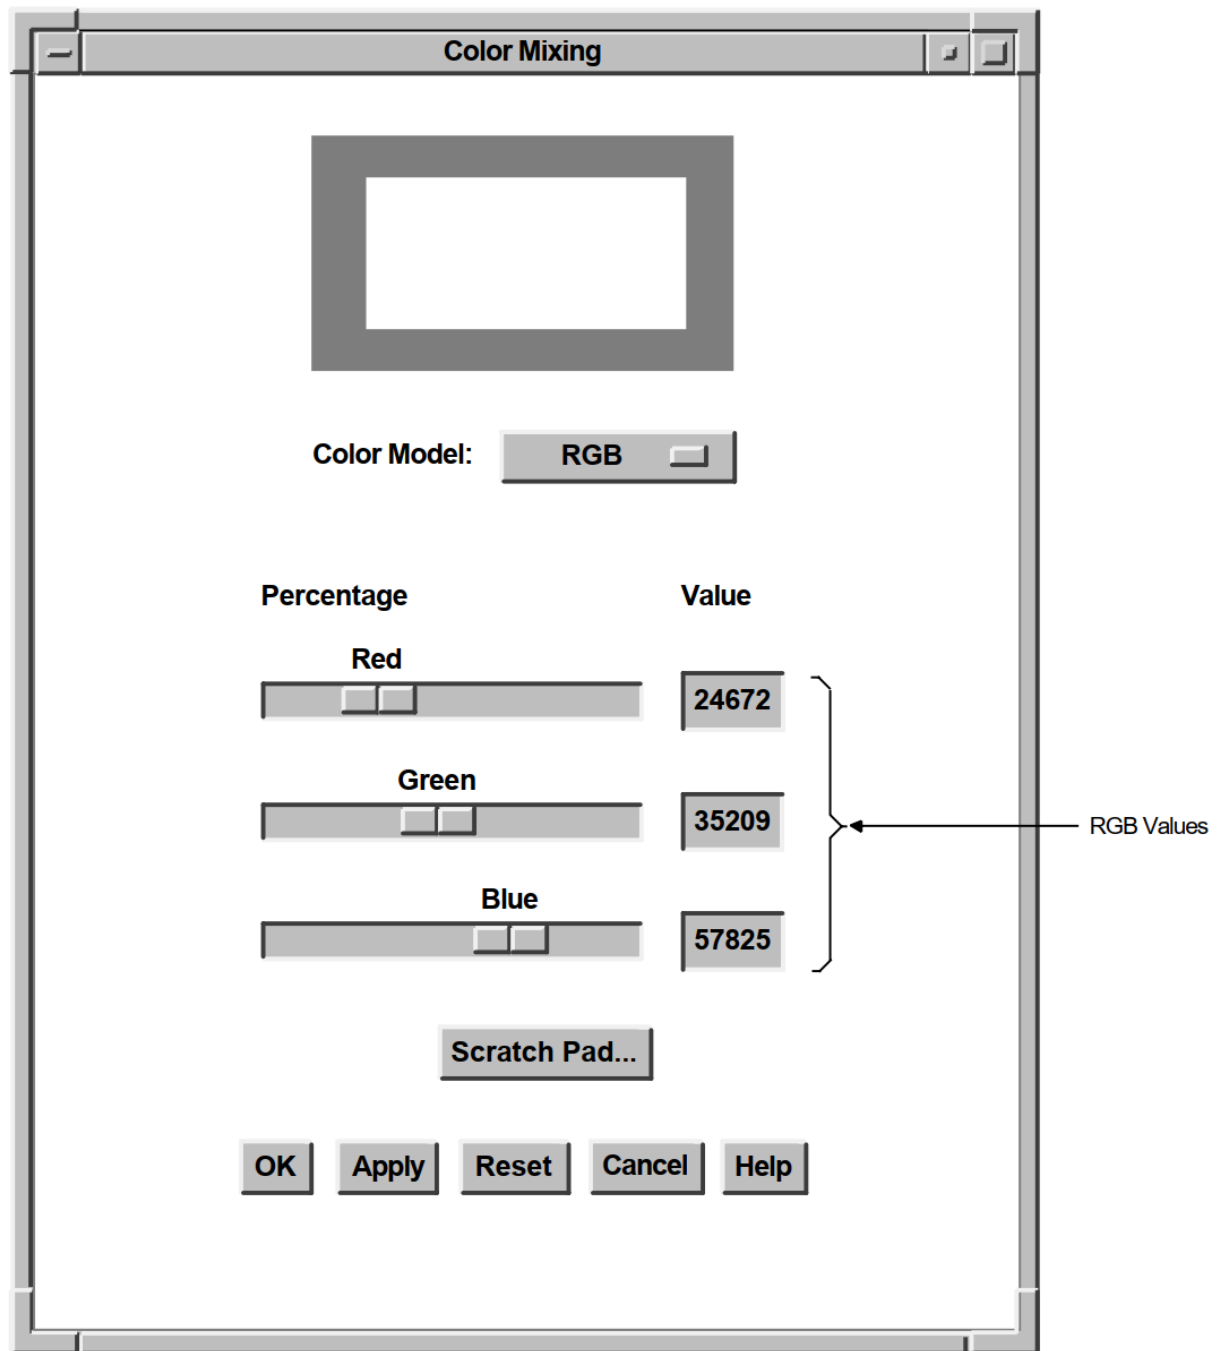 Color Mixing
Color Model: RGB
Percentage Value
Red
24672
Green
35209
RGB Values
Blue
57825
Scratch Pad...
OK Apply Reset Cancel Help